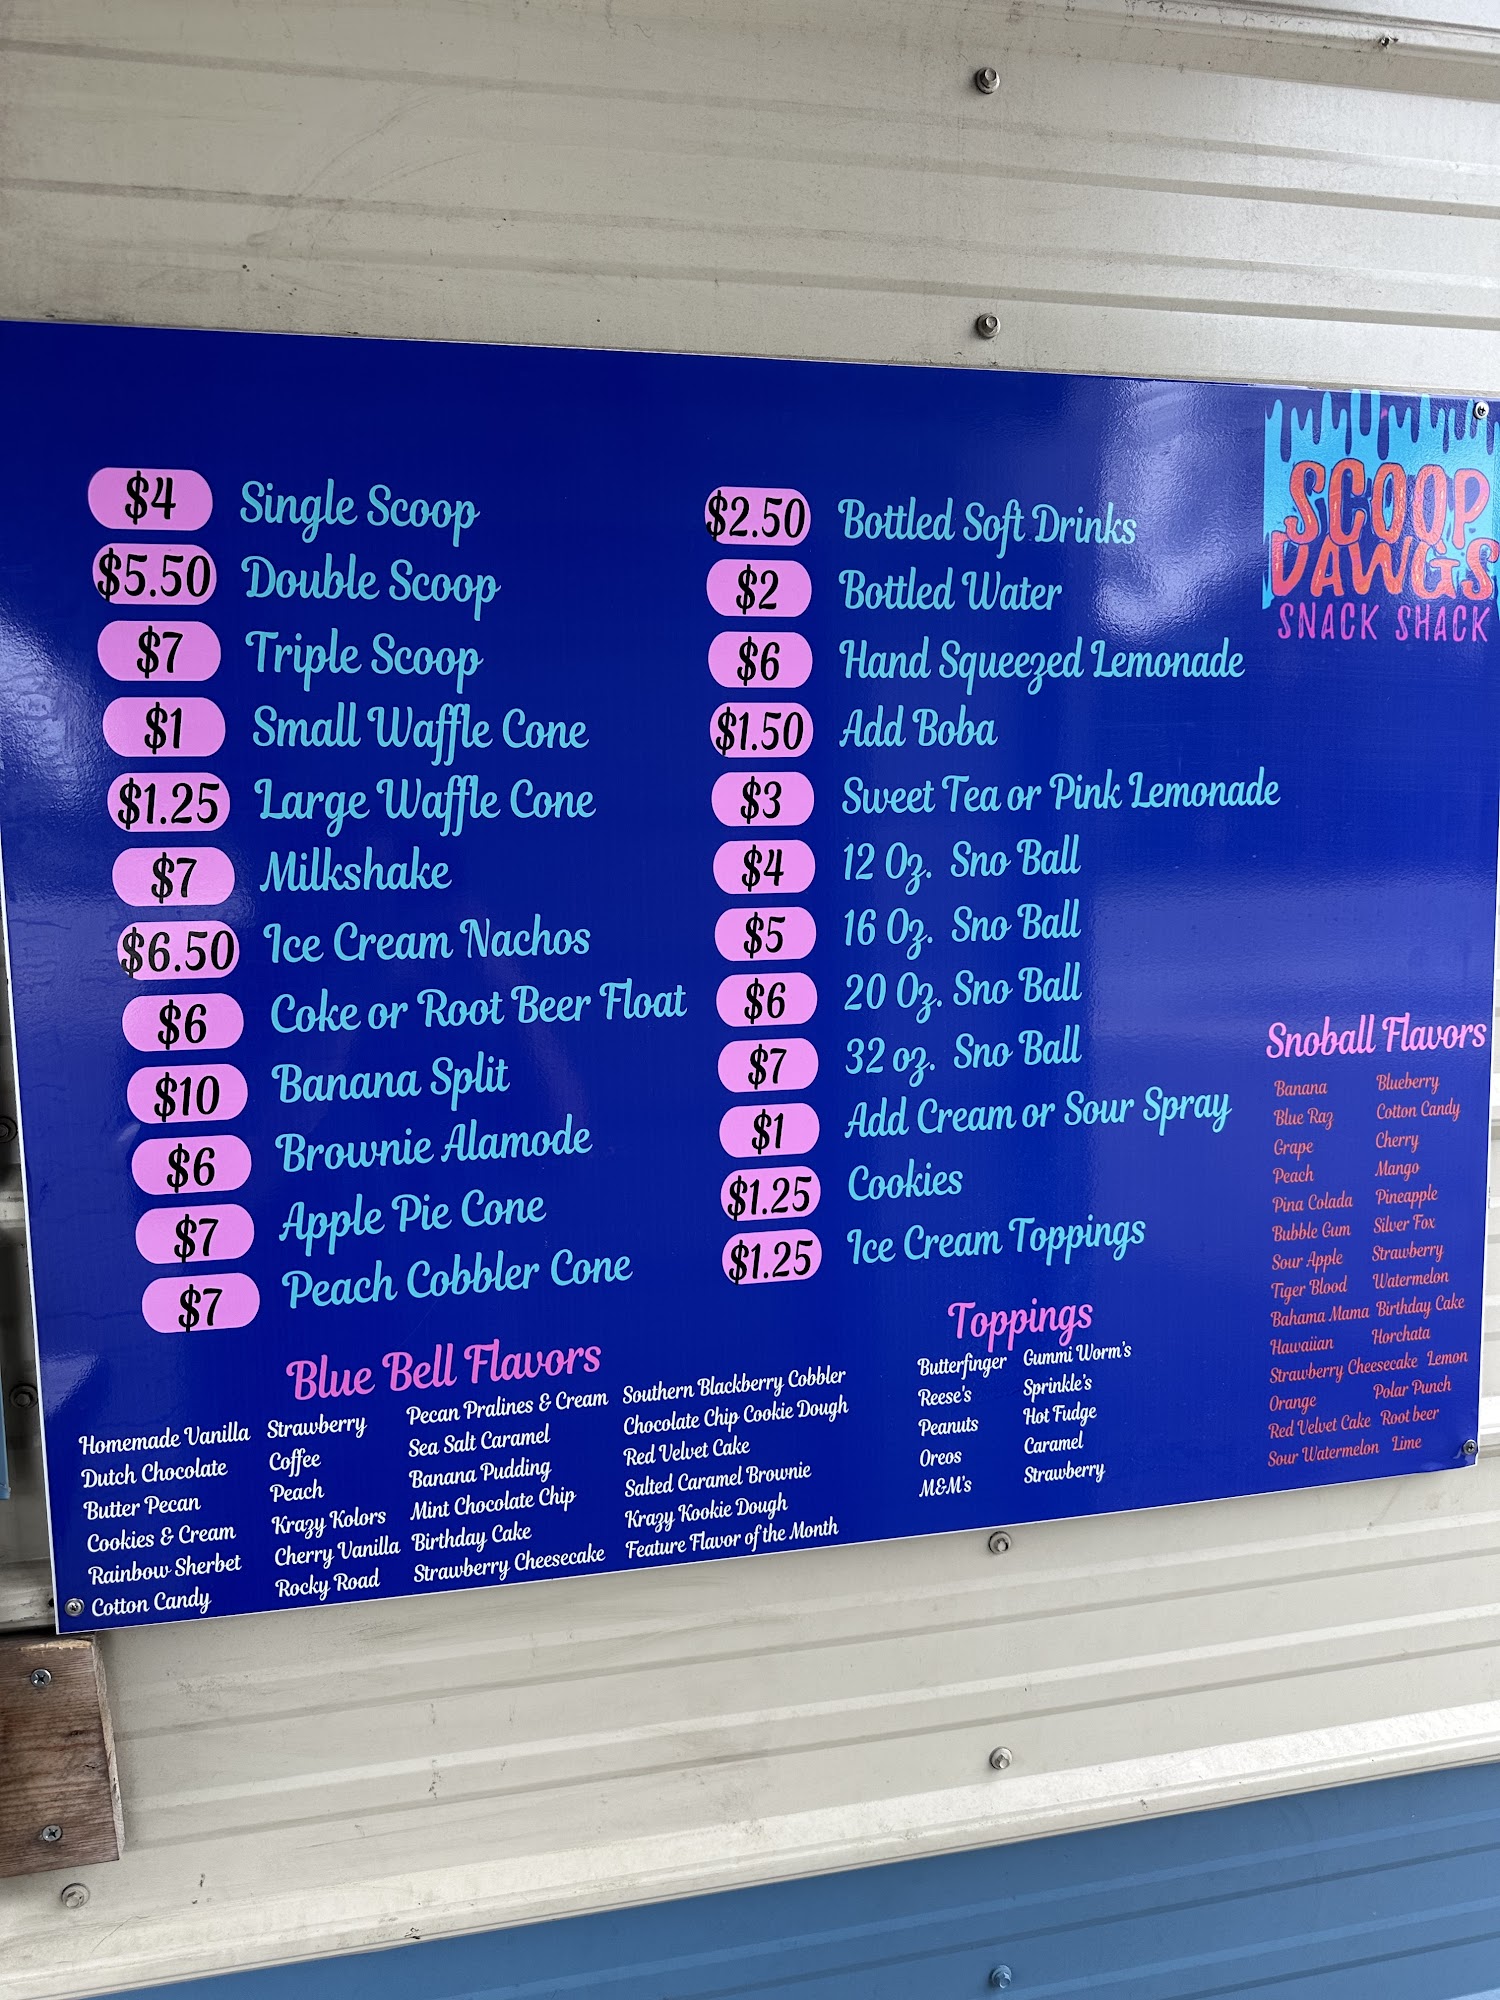 SCOOP
DAWGS
SNACK SHACK
$4 Single Scoop
$5.50 Double Scoop
$7 Triple Scoop
$1 Small Waffle Cone
$1.25 Large Waffle Cone
$7 Milkshake
$6.50 Ice Cream Nachos
$6 Coke or Root Beer Float
$10 Banana Split
$6 Brownie Alamode
$7 Apple Pie Cone
$7 Peach Cobbler Cone
$2.50 Bottled Soft Drinks
$2 Bottled Water
$6 Hand Squeezed Lemonade
$1.50 Add Boba
$3 Sweet Tea or Pink Lemonade
$4 12 Oz. Sno Ball
$5 16 Oz. Sno Ball
$6 20 Oz. Sno Ball
$7 32 oz. Sno Ball
$1 Add Cream or Sour Spray
$1.25 Cookies
$1.25 Ice Cream Toppings
Blue Bell Flavors
Homemade Vanilla
Dutch Chocolate
Butter Pecan
Cookies & Cream
Rainbow Sherbet
Cotton Candy
Strawberry
Coffee
Peach
Krazy Kolors
Cherry Vanilla
Rocky Road
Pecan Pralines & Cream
Sea Salt Caramel
Banana Pudding
Mint Chocolate Chip
Birthday Cake
Strawberry Cheesecake
Southern Blackberry Cobbler
Chocolate Chip Cookie Dough
Red Velvet Cake
Salted Caramel Brownie
Krazy Kookie Dough
Feature Flavor of the Month
Toppings
Butterfinger
Reese's
Peanuts
Oreos
M&M's
Gummi Worm's
Sprinkle's
Hot Fudge
Caramel
Strawberry
Snoball Flavors
Banana Blueberry
Blue Raz Cotton Candy
Grape Cherry
Peach Mango
Pina Colada Pineapple
Bubble Gum Silver Fox
Sour Apple Strawberry
Tiger Blood Watermelon
Bahama Mama Birthday Cake
Hawaiian Horchata
Strawberry Cheesecake Lemon
Orange Polar Punch
Red Velvet Cake Root beer
Sour Watermelon Lime